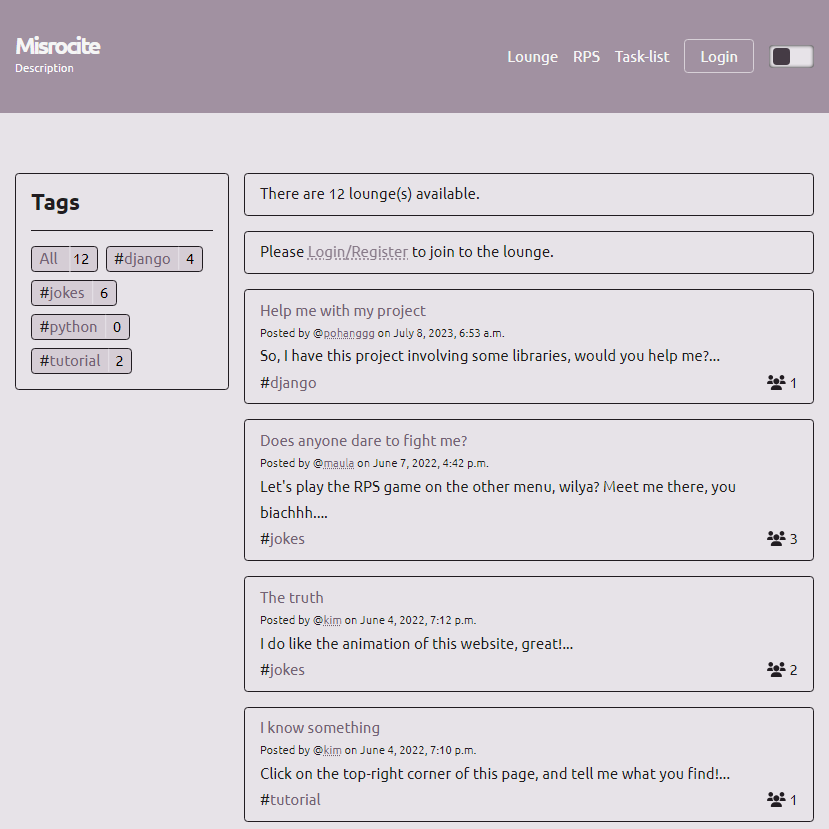 Misrocite
Description
Lounge RPS Task-list Login
Tags
All 12 #django 4
#jokes 6
#python 0
#tutorial 2
There are 12 lounge(s) available.
Please Login/Register to join to the lounge.
Help me with my project
Posted by @pohanggg on July 8, 2023, 6:53 a.m.
So, I have this project involving some libraries, would you help me?...
#django 1
Does anyone dare to fight me?
Posted by @maula on June 7, 2022, 4:42 p.m.
Let's play the RPS game on the other menu, wilya? Meet me there, you
biachhh....
#jokes 3
The truth
Posted by @kim on June 4, 2022, 7:12 p.m.
I do like the animation of this website, great!...
#jokes 2
I know something
Posted by @kim on June 4, 2022, 7:10 p.m.
Click on the top-right corner of this page, and tell me what you find!...
#tutorial 1